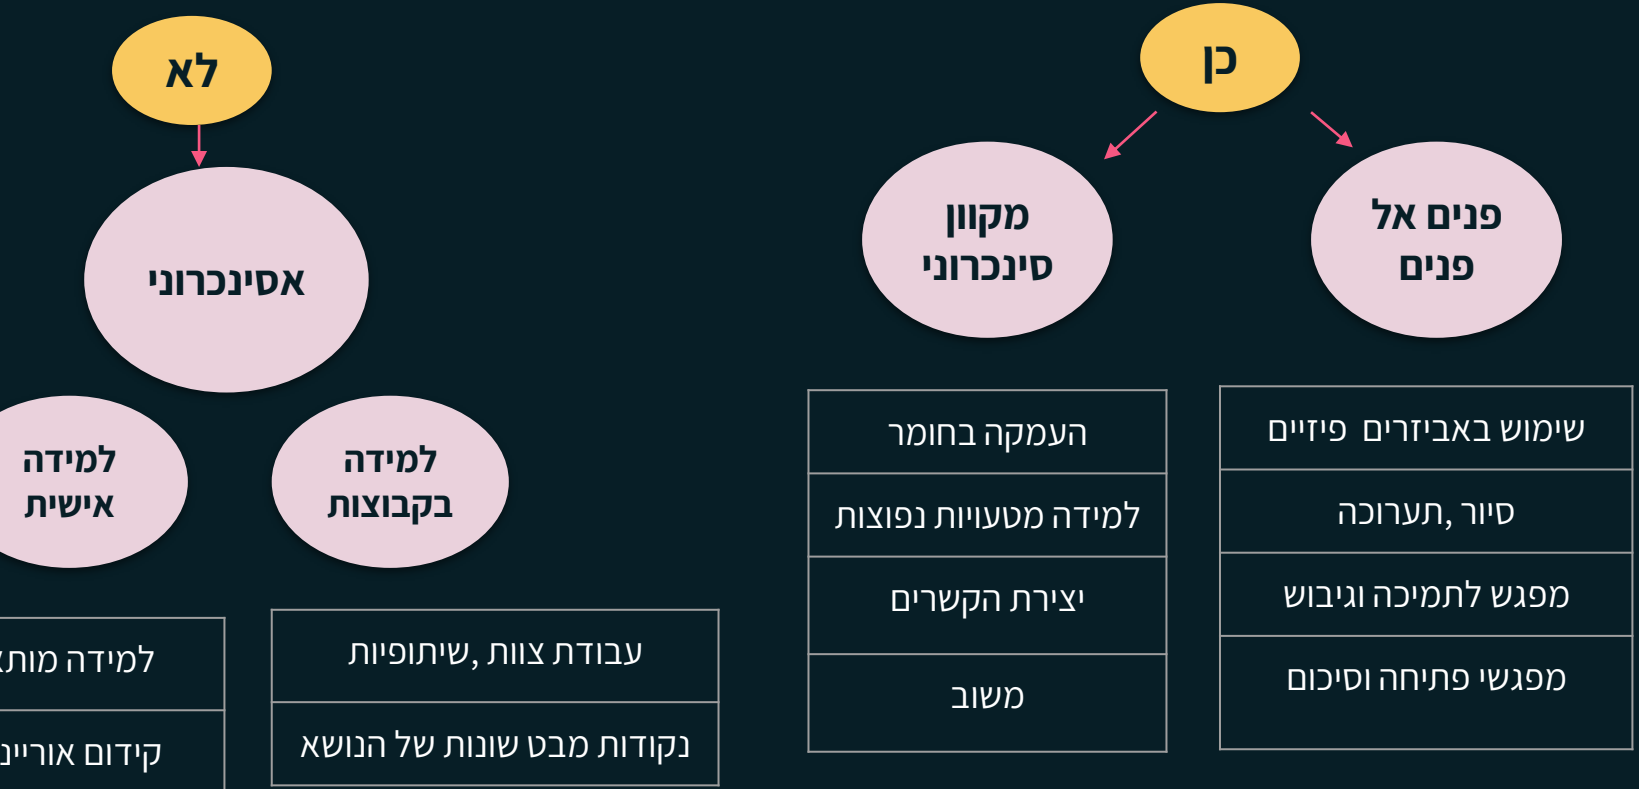 כן
לא
פנים אל
פנים
מקוון
סינכרוני
אסינכרוני
שימוש באביזרים פיזיים
סיור ,תערוכה
מפגש לתמיכה וגיבוש
מפגשי פתיחה וסיכום
העמקה בחומר
למידה מטעויות נפוצות
יצירת הקשרים
משוב
למידה
בקבוצות
עבודת צוות ,שיתופיות
נקודות מבט שונות של הנושא
למידה
אישית
למידה
קידום